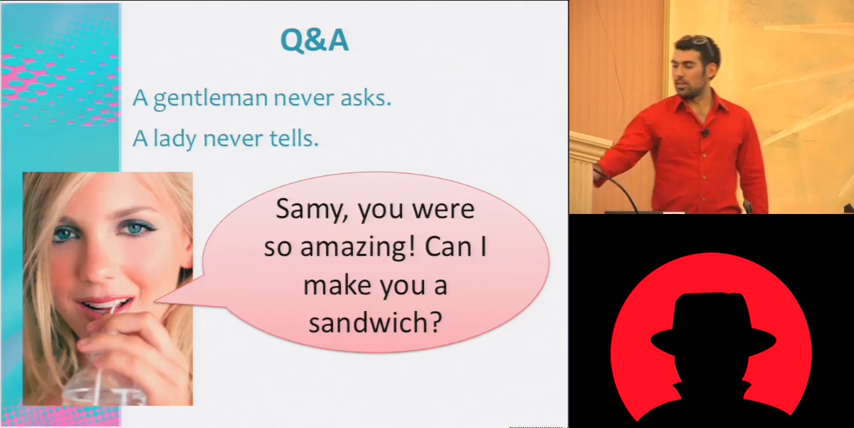 Q&A
A gentleman never asks.
A lady never tells.
Samy, you were
so amazing! Can I
make you a
sandwich?